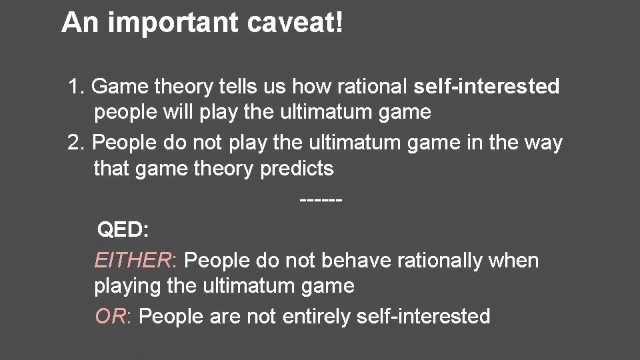 An important caveat!
1. Game theory tells us how rational self-interested
people will play the ultimatum game
2. People do not play the ultimatum game in the way
that game theory predicts
------
QED:
EITHER: People do not behave rationally when
playing the ultimatum game
OR: People are not entirely self-interested